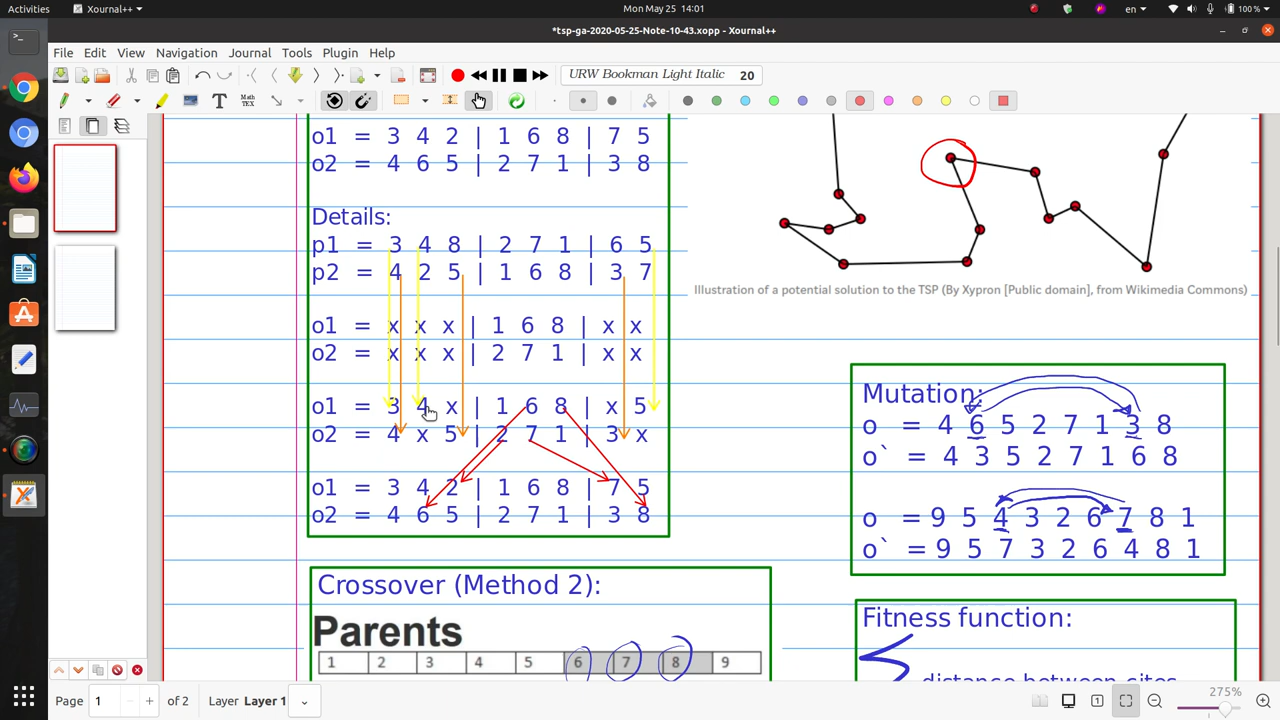 Activities
Xournal++
Mon May 25 14:01
en
100 %
*tsp-ga-2020-05-25-Note-10-43.xopp - Xournal++
File Edit View Navigation Journal Tools Plugin Help
URW Bookman Light Italic 20
o1 = 3 4 2 | 1 6 8 | 7 5
o2 = 4 6 5 | 2 7 1 | 3 8
Details:
p1 = 3 4 8 | 2 7 1 | 6 5
p2 = 4 2 5 | 1 6 8 | 3 7
o1 = x x x | 1 6 8 | x x
o2 = x x x | 2 7 1 | x x
o1 = 3 4 x | 1 6 8 | x 5
o2 = 4 x 5 | 2 7 1 | 3 x
o1 = 3 4 2 | 1 6 8 | 7 5
o2 = 4 6 5 | 2 7 1 | 3 8
Crossover (Method 2):
Parents
1 2 3 4 5 6 7 8 9
Illustration of a potential solution to the TSP (By Xypron [Public domain], from Wikimedia Commons)
Mutation:
o = 4 6 5 2 7 1 3 8
o` = 4 3 5 2 7 1 6 8
o = 9 5 4 3 2 6 7 8 1
o` = 9 5 7 3 2 6 4 8 1
Fitness function:
distance between cites
Page 1 of 2 Layer Layer 1
275%